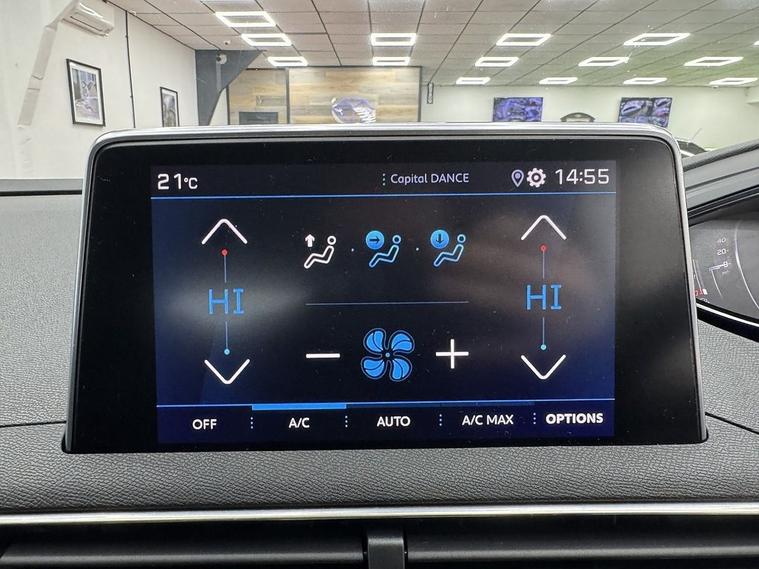 21°C
Capital DANCE
14:55
HI
HI
OFF
A/C
AUTO
A/C MAX
OPTIONS